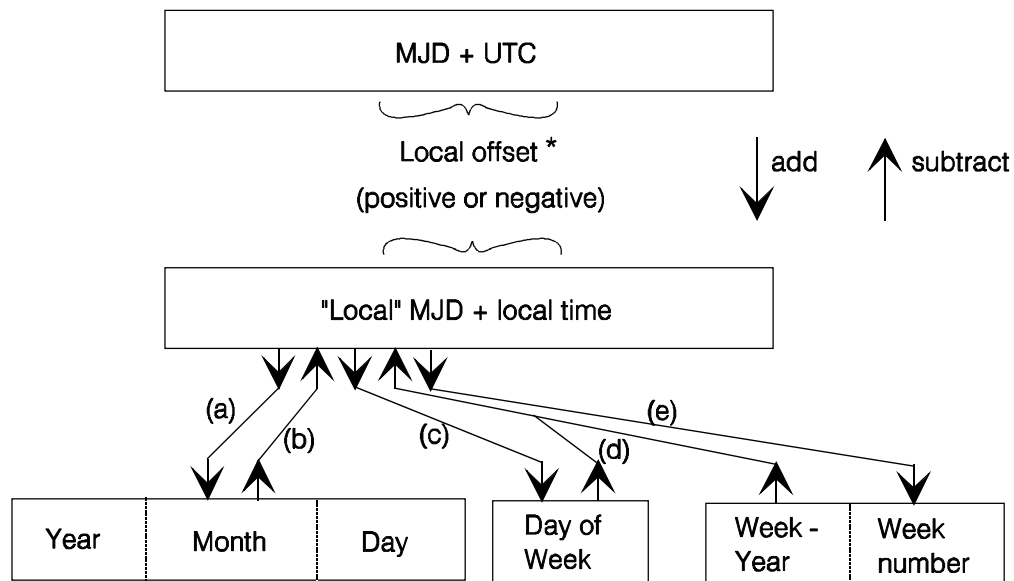 MJD + UTC
Local offset *
(positive or negative)
add
subtract
"Local" MJD + local time
(a)
(b)
(c)
(d)
(e)
Year
Month
Day
Day of
Week
Week -
Year
Week
number